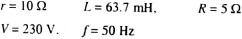 r = 10 Ω L = 63.7 mH, R = 5 Ω
V = 230 V. f = 50 Hz